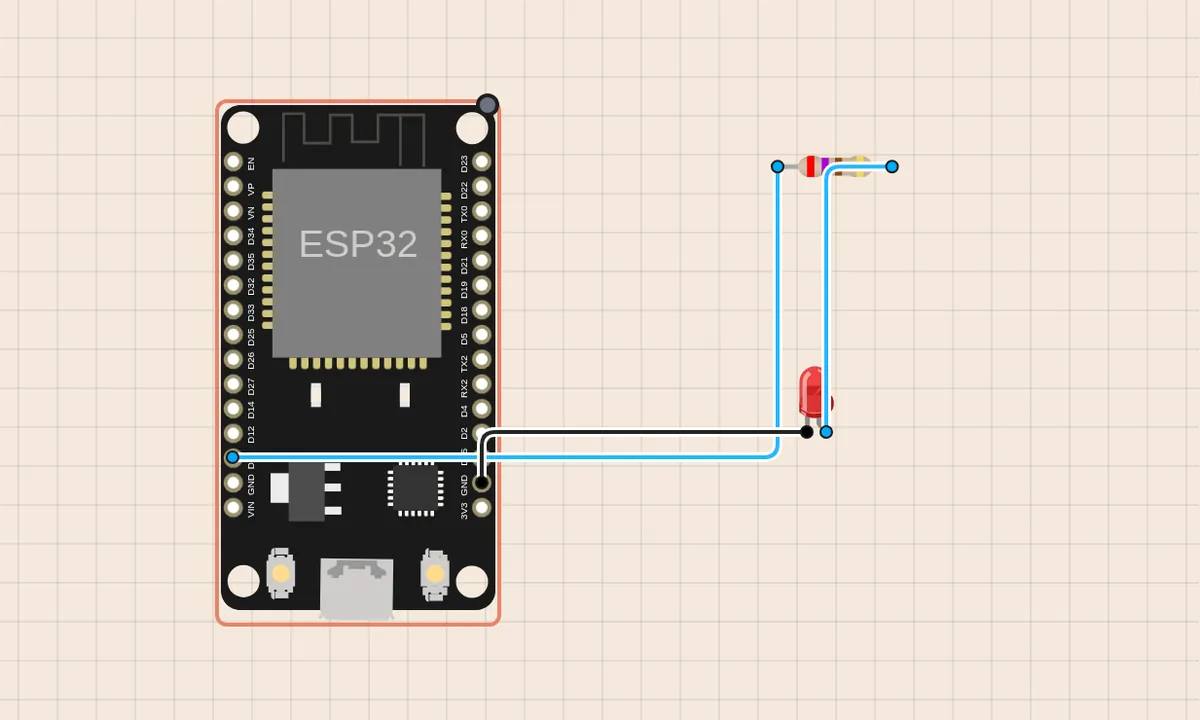 ESP32
EN
VP
VN
D34
D35
D32
D33
D25
D26
D27
D14
D12
GND
VIN
D23
D22
TX0
RX0
D21
D19
D18
D5
TX2
RX2
D4
D2
GND
3V3